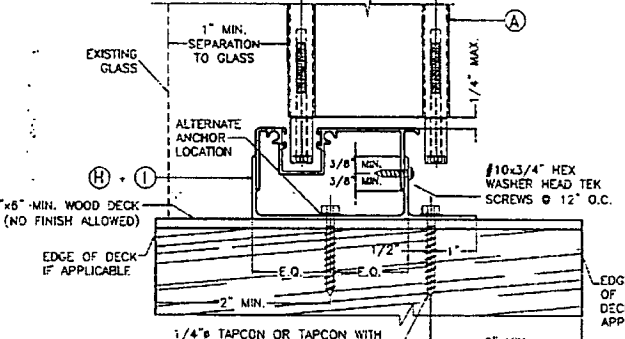 A
1" MIN.
SEPARATION
TO GLASS
EXISTING
GLASS
1/4" MAX.
ALTERNATE
ANCHOR
LOCATION
3/8" MIN.
3/8" MIN.
H + I
#10x3/4" HEX
WASHER HEAD TEK
SCREWS @ 12" O.C.
"x6" MIN. WOOD DECK
(NO FINISH ALLOWED)
EDGE OF DECK
IF APPLICABLE
1/2" 1"
E.Q. E.Q.
2" MIN.
EDG
OF
DEC
APP
1/4"ø TAPCON OR TAPCON WITH